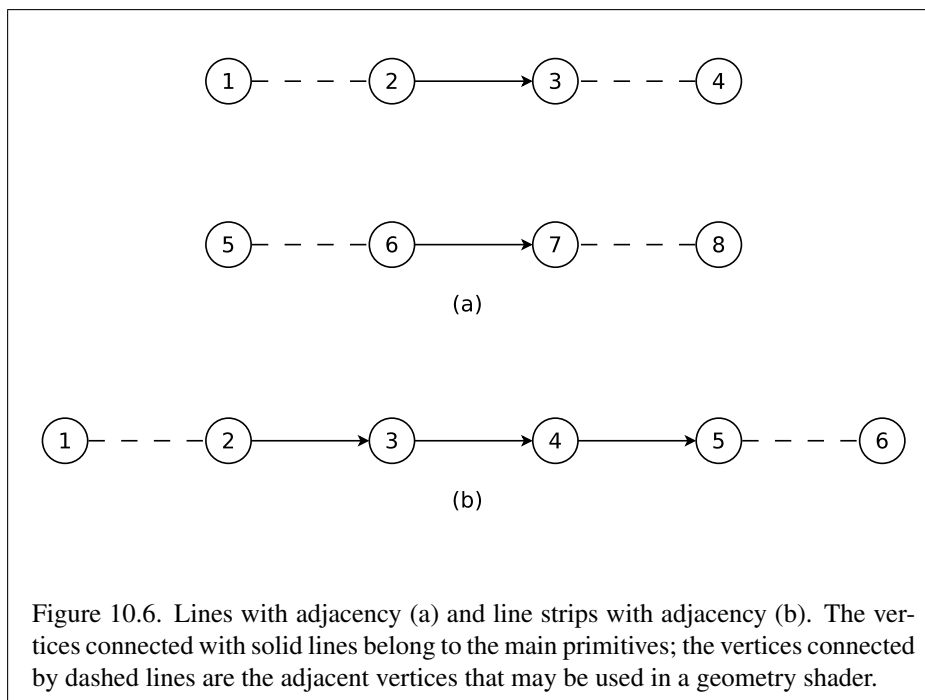 1 2 3 4
5 6 7 8
(a)
1 2 3 4 5 6
(b)
Figure 10.6. Lines with adjacency (a) and line strips with adjacency (b). The ver-
tices connected with solid lines belong to the main primitives; the vertices connected
by dashed lines are the adjacent vertices that may be used in a geometry shader.